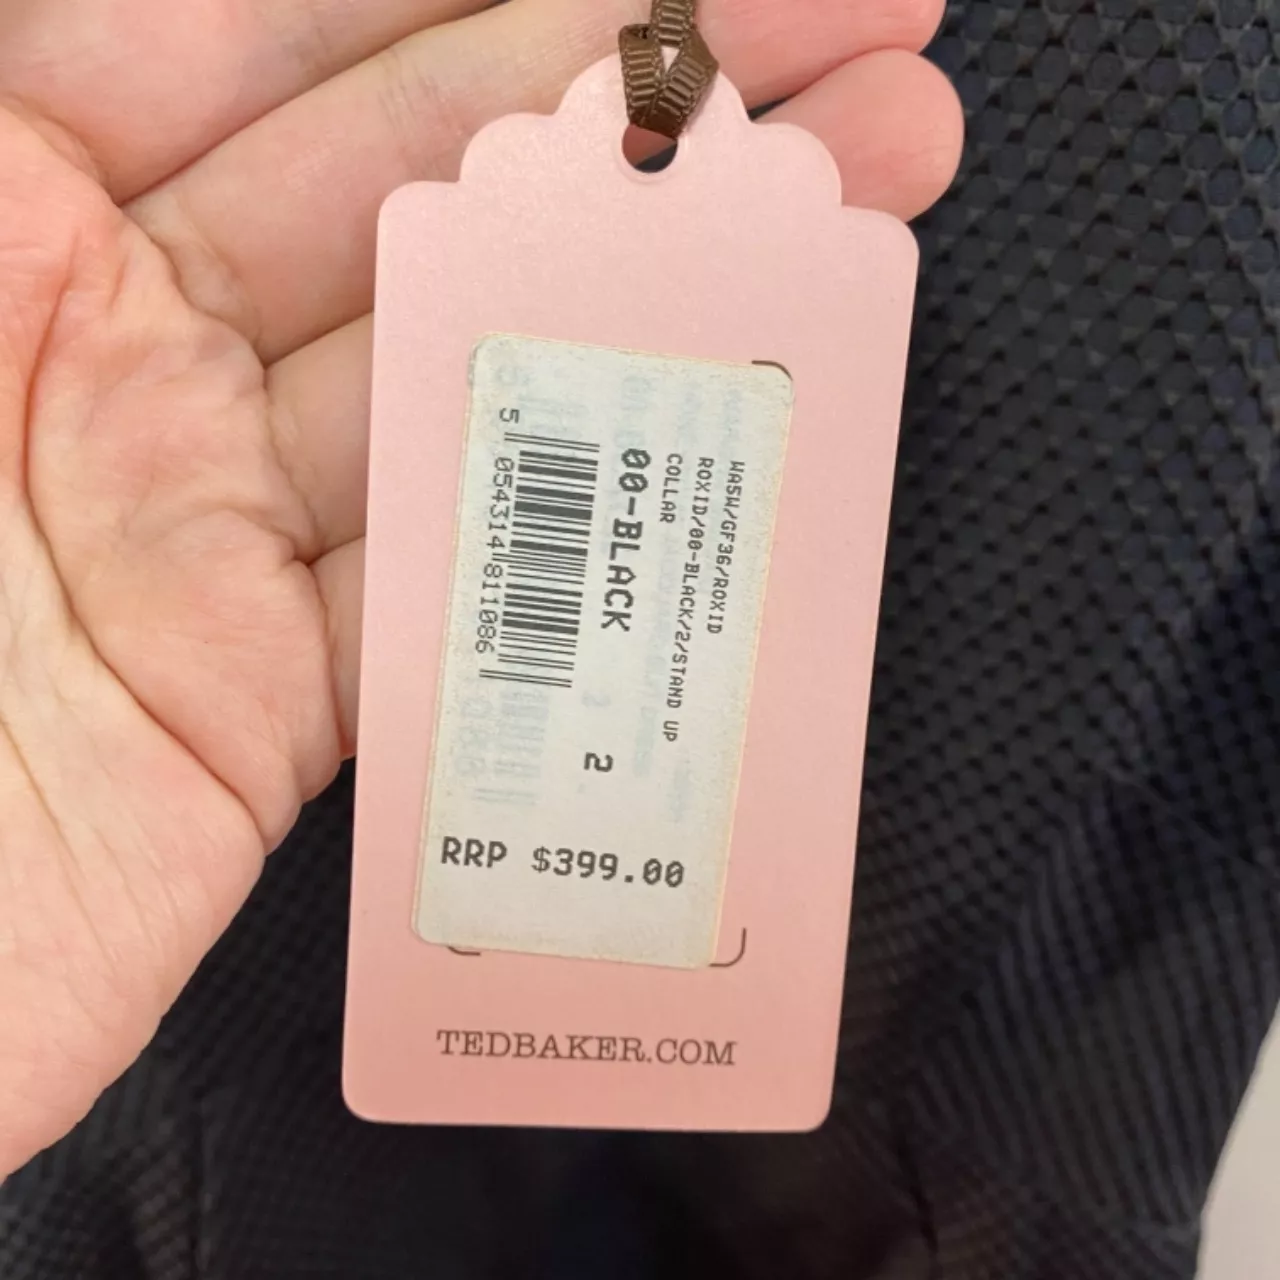 WA5W/GF36/ROXID
ROXID/00-BLACK/2/STAND UP
COLLAR
00-BLACK
2
5 054314 811086
RRP $399.00
TEDBAKER.COM